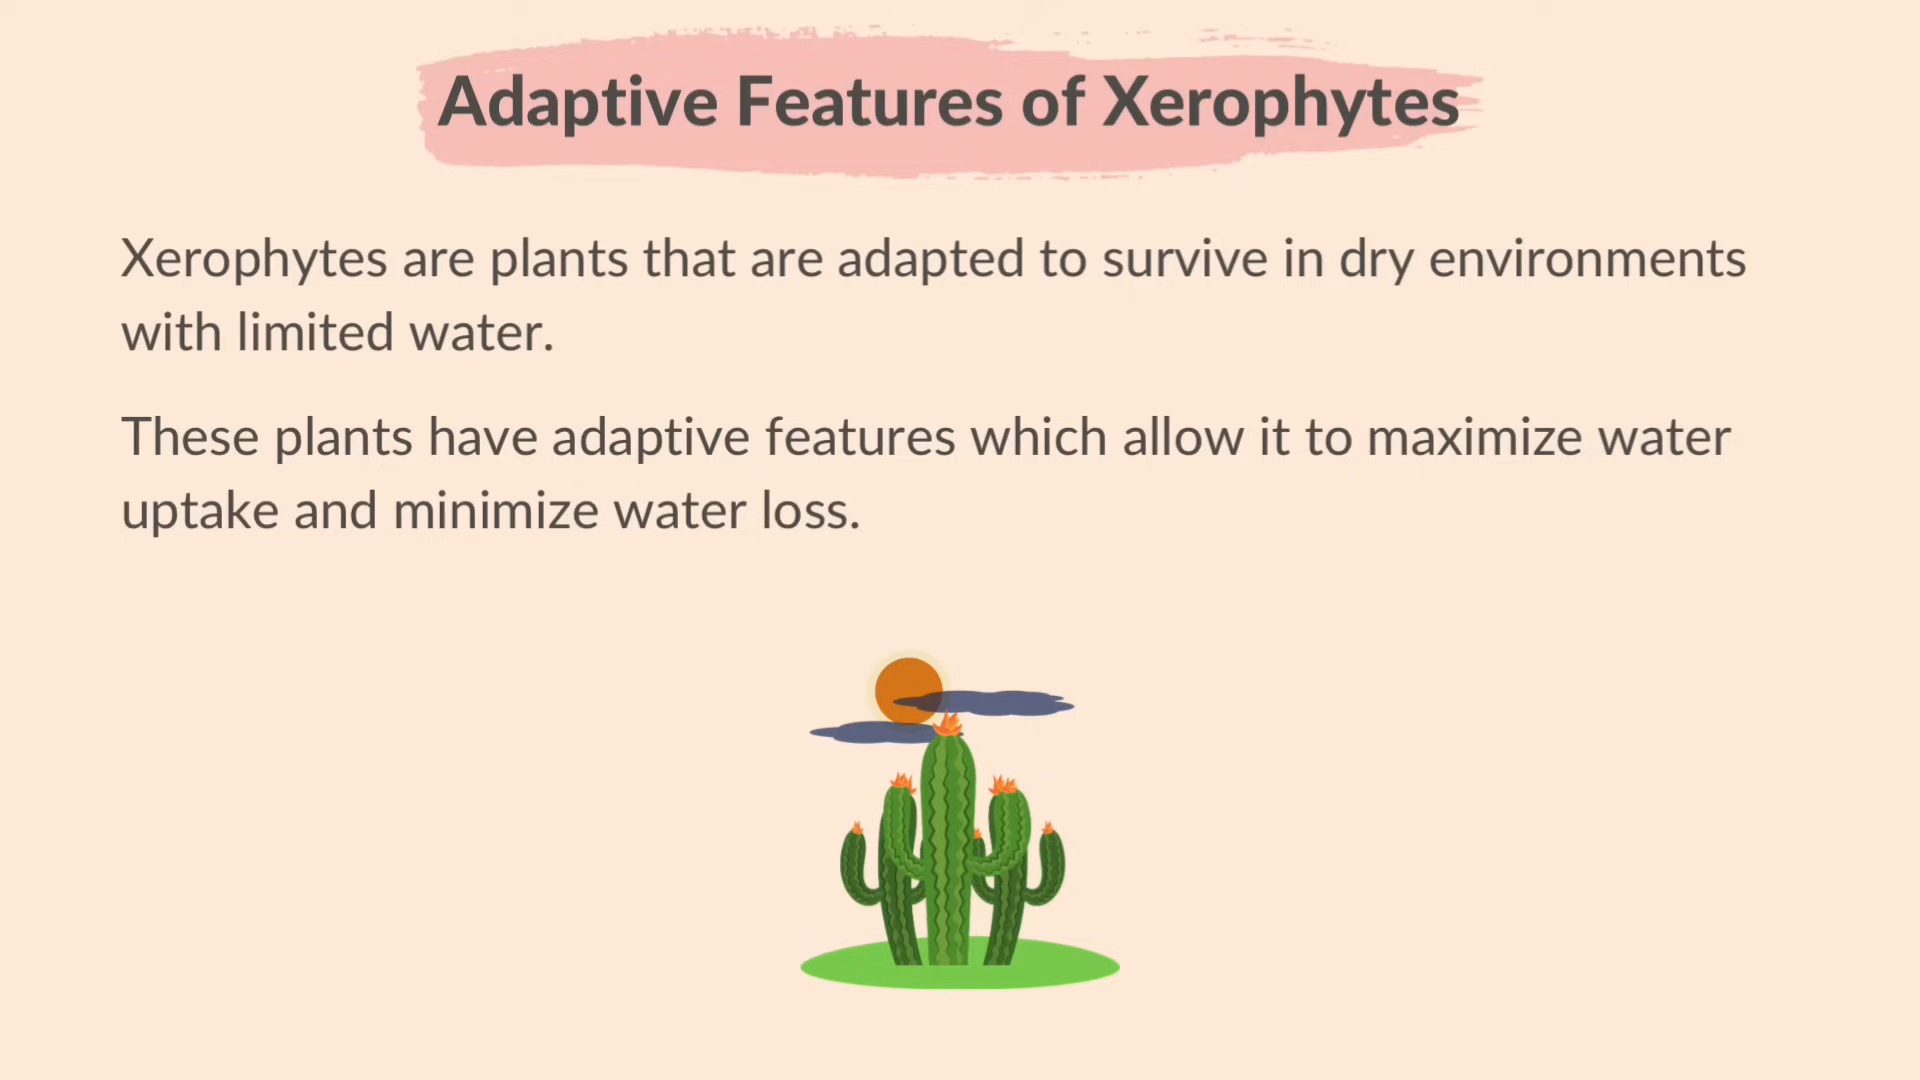 Adaptive Features of Xerophytes
Xerophytes are plants that are adapted to survive in dry environments
with limited water.
These plants have adaptive features which allow it to maximize water
uptake and minimize water loss.